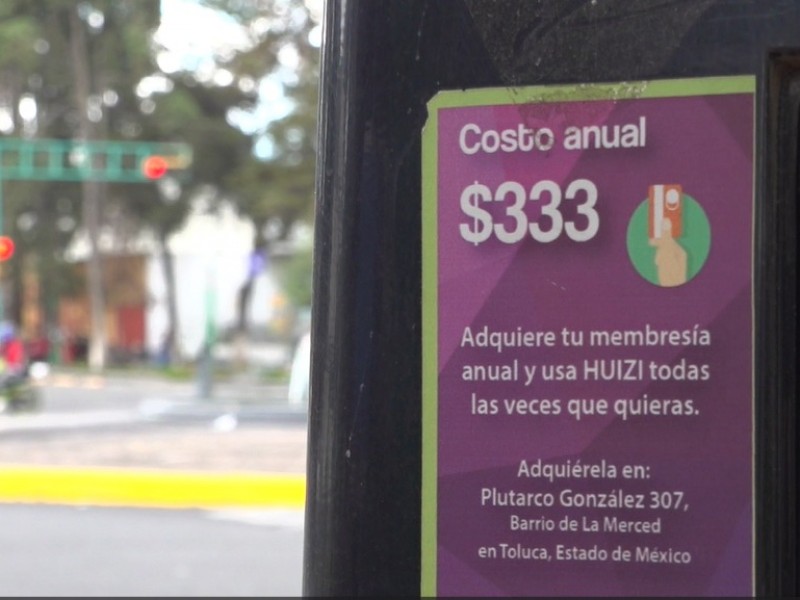 Costo anual
$333
Adquiere tu membresía
anual y usa HUIZI todas
las veces que quieras.
Adquiérela en:
Plutarco González 307,
Barrio de La Merced
en Toluca, Estado de México